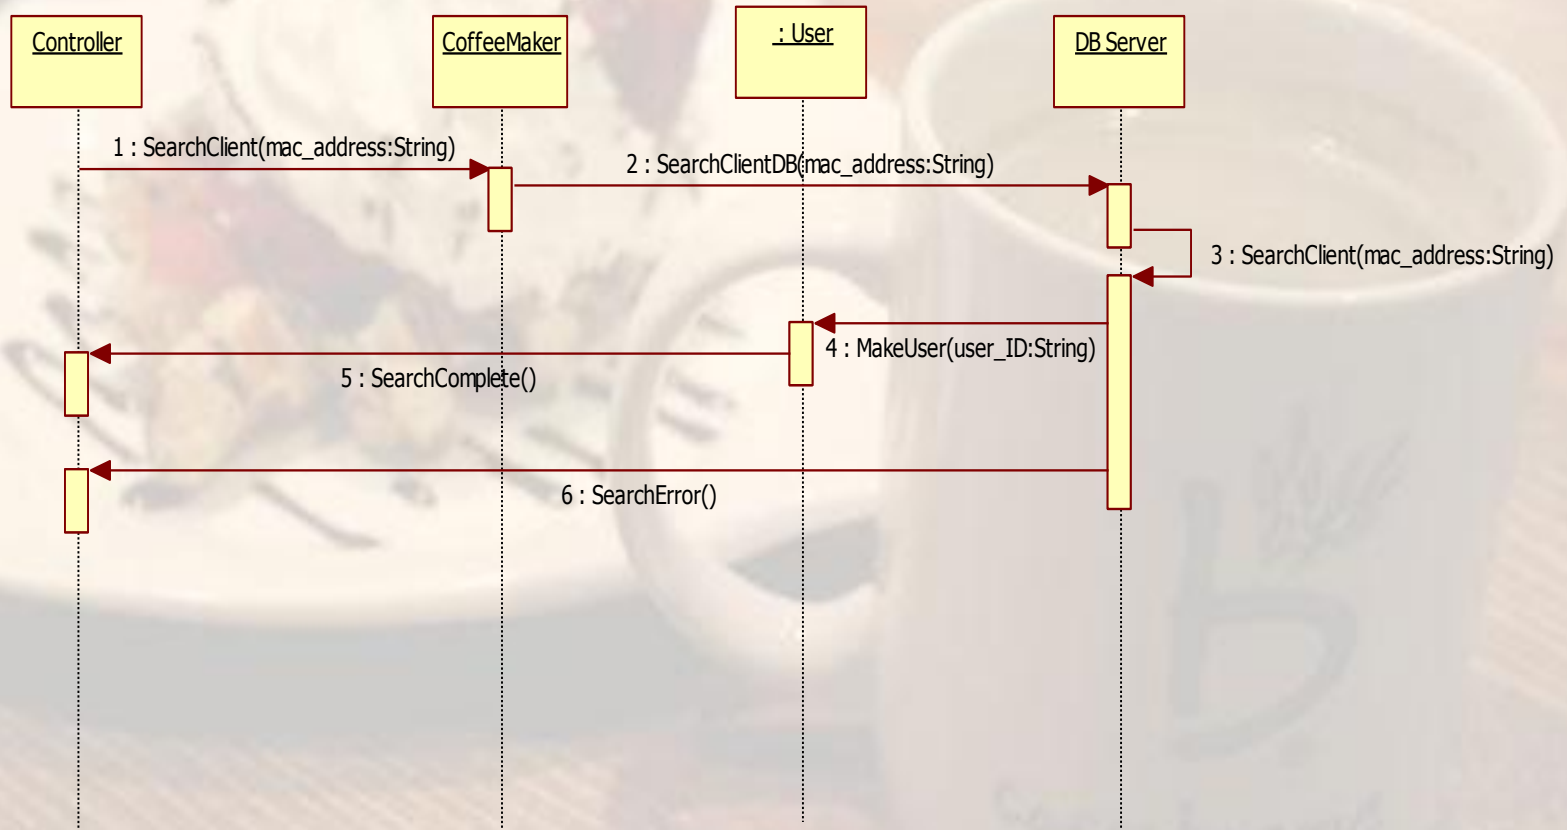 Controller
CoffeeMaker
: User
DB Server
1 : SearchClient(mac_address:String)
2 : SearchClientDB(mac_address:String)
3 : SearchClient(mac_address:String)
4 : MakeUser(user_ID:String)
5 : SearchComplete()
6 : SearchError()